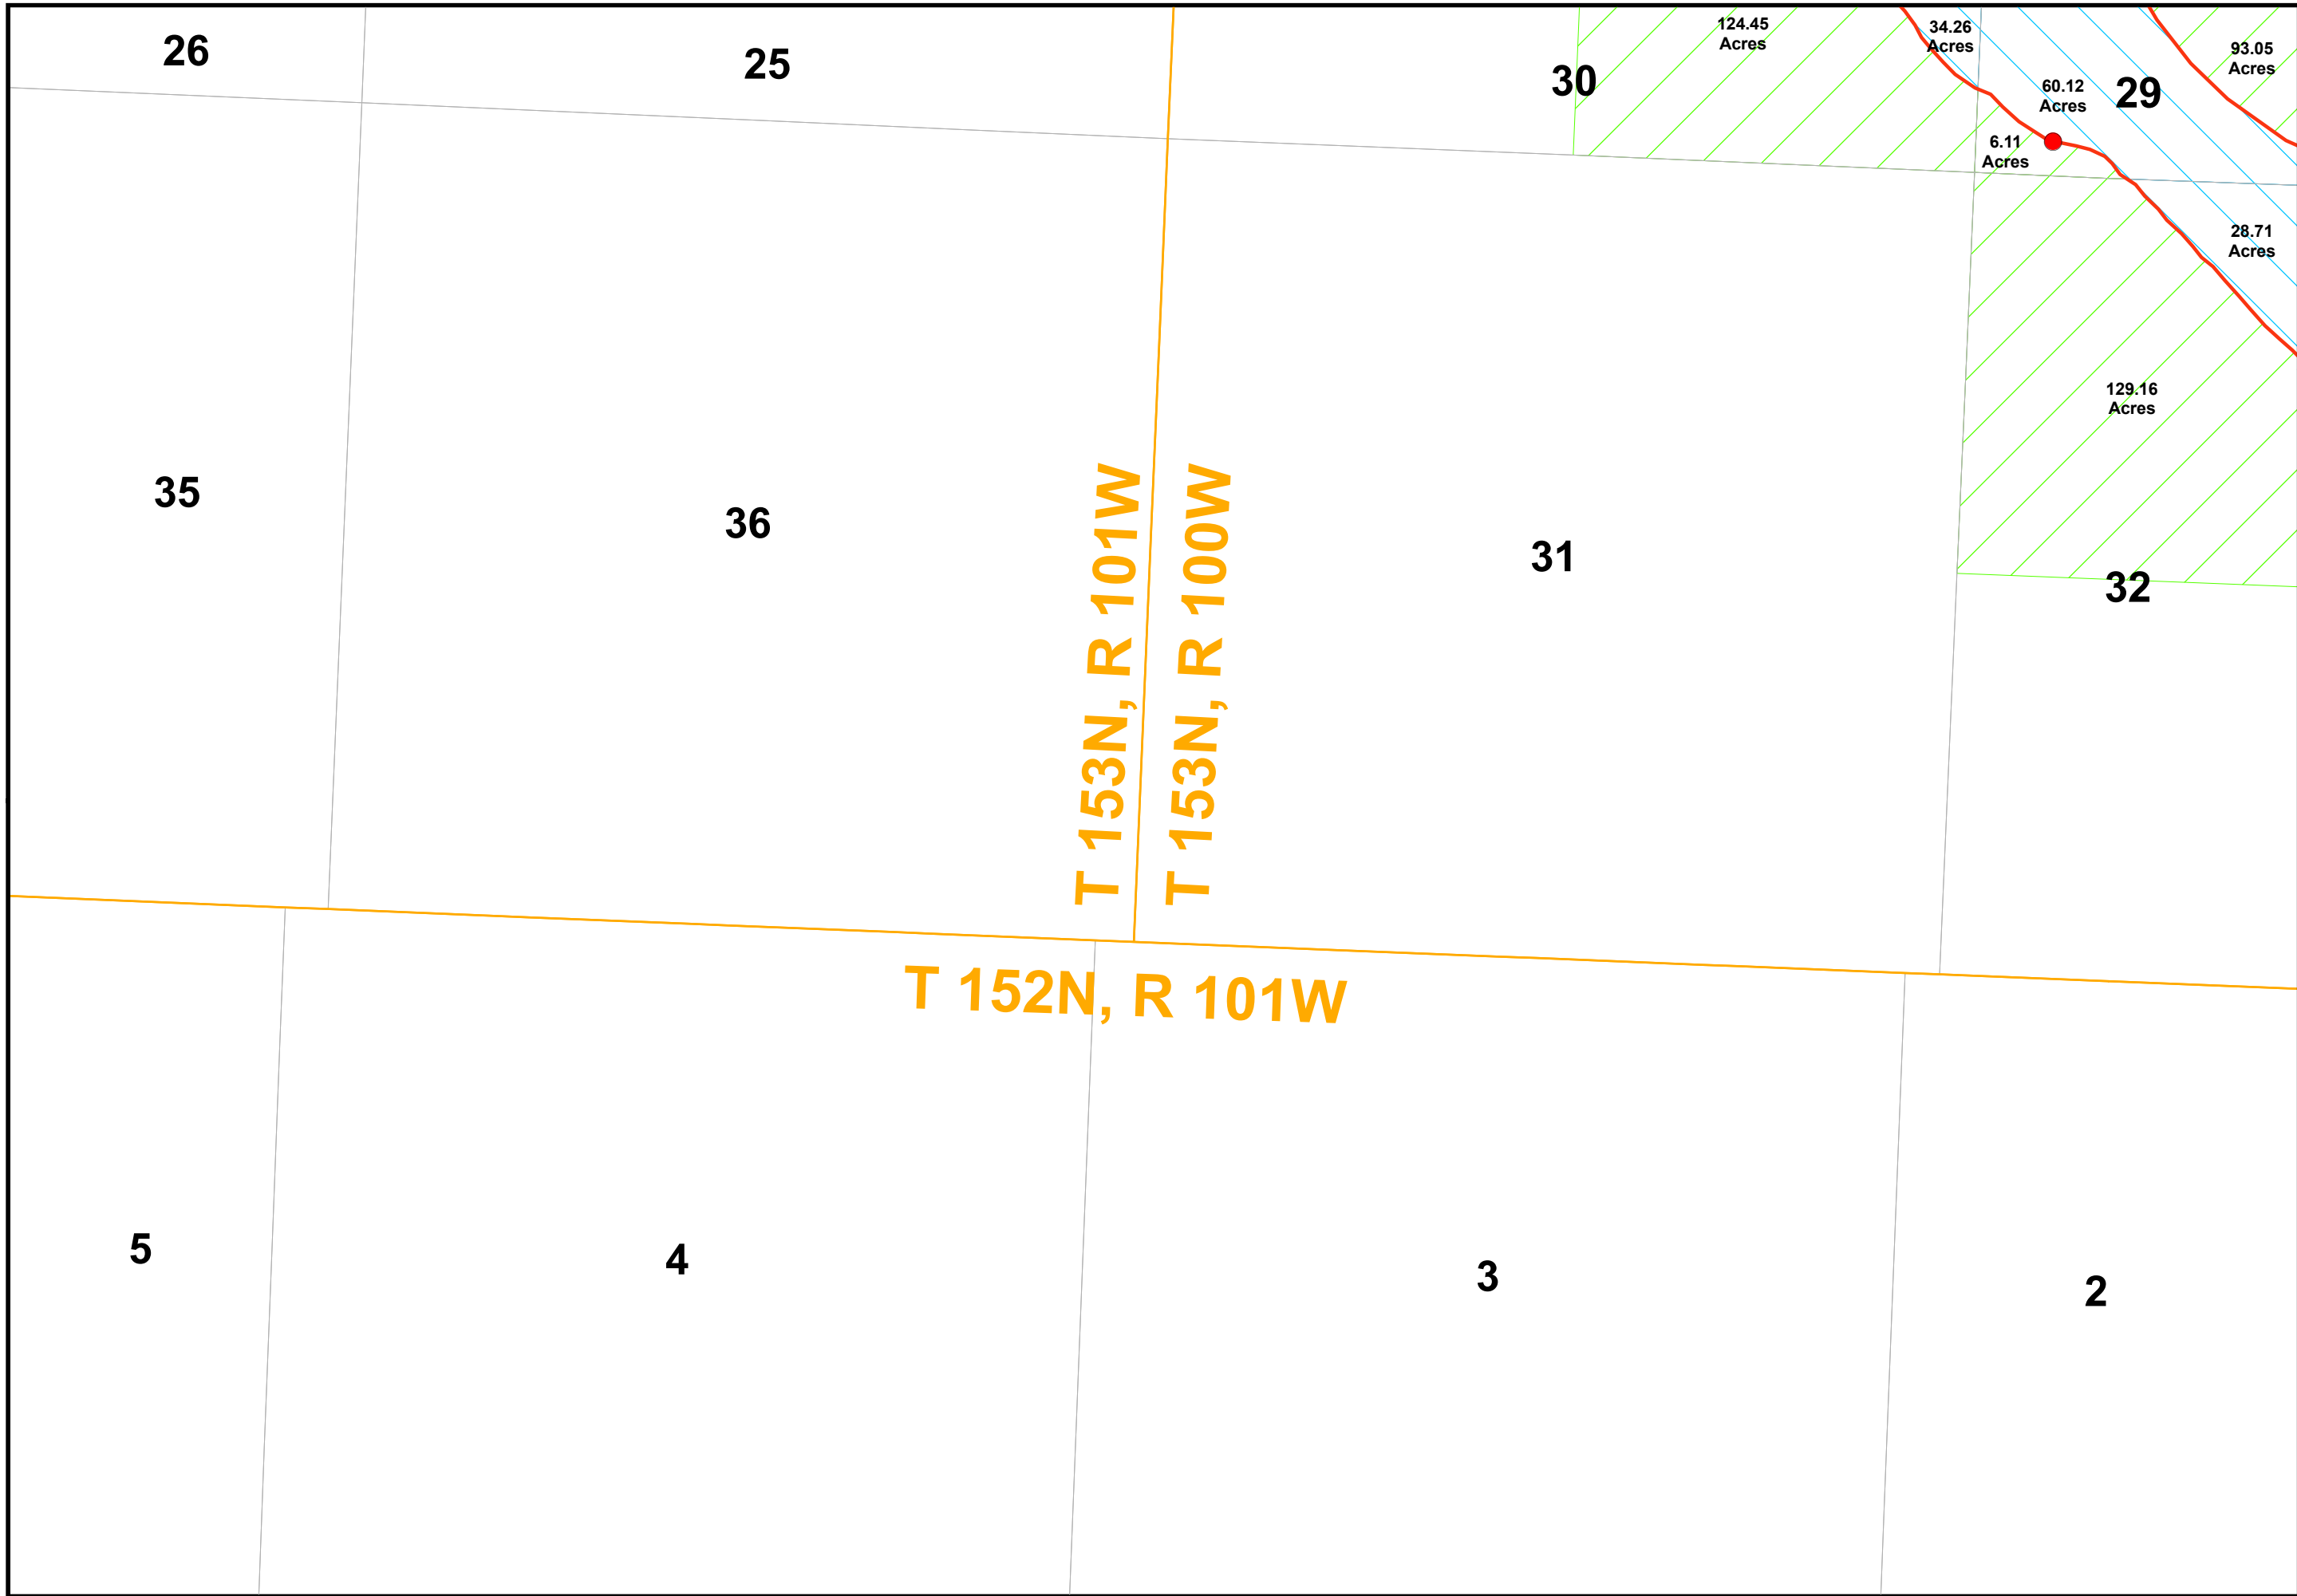 26
25
30
124.45
Acres
34.26
Acres
60.12
Acres
29
93.05
Acres
6.11
Acres
28.71
Acres
129.16
Acres
35
36
T 153N, R 101W
T 153N, R 100W
31
32
T 152N, R 101W
5
4
3
2